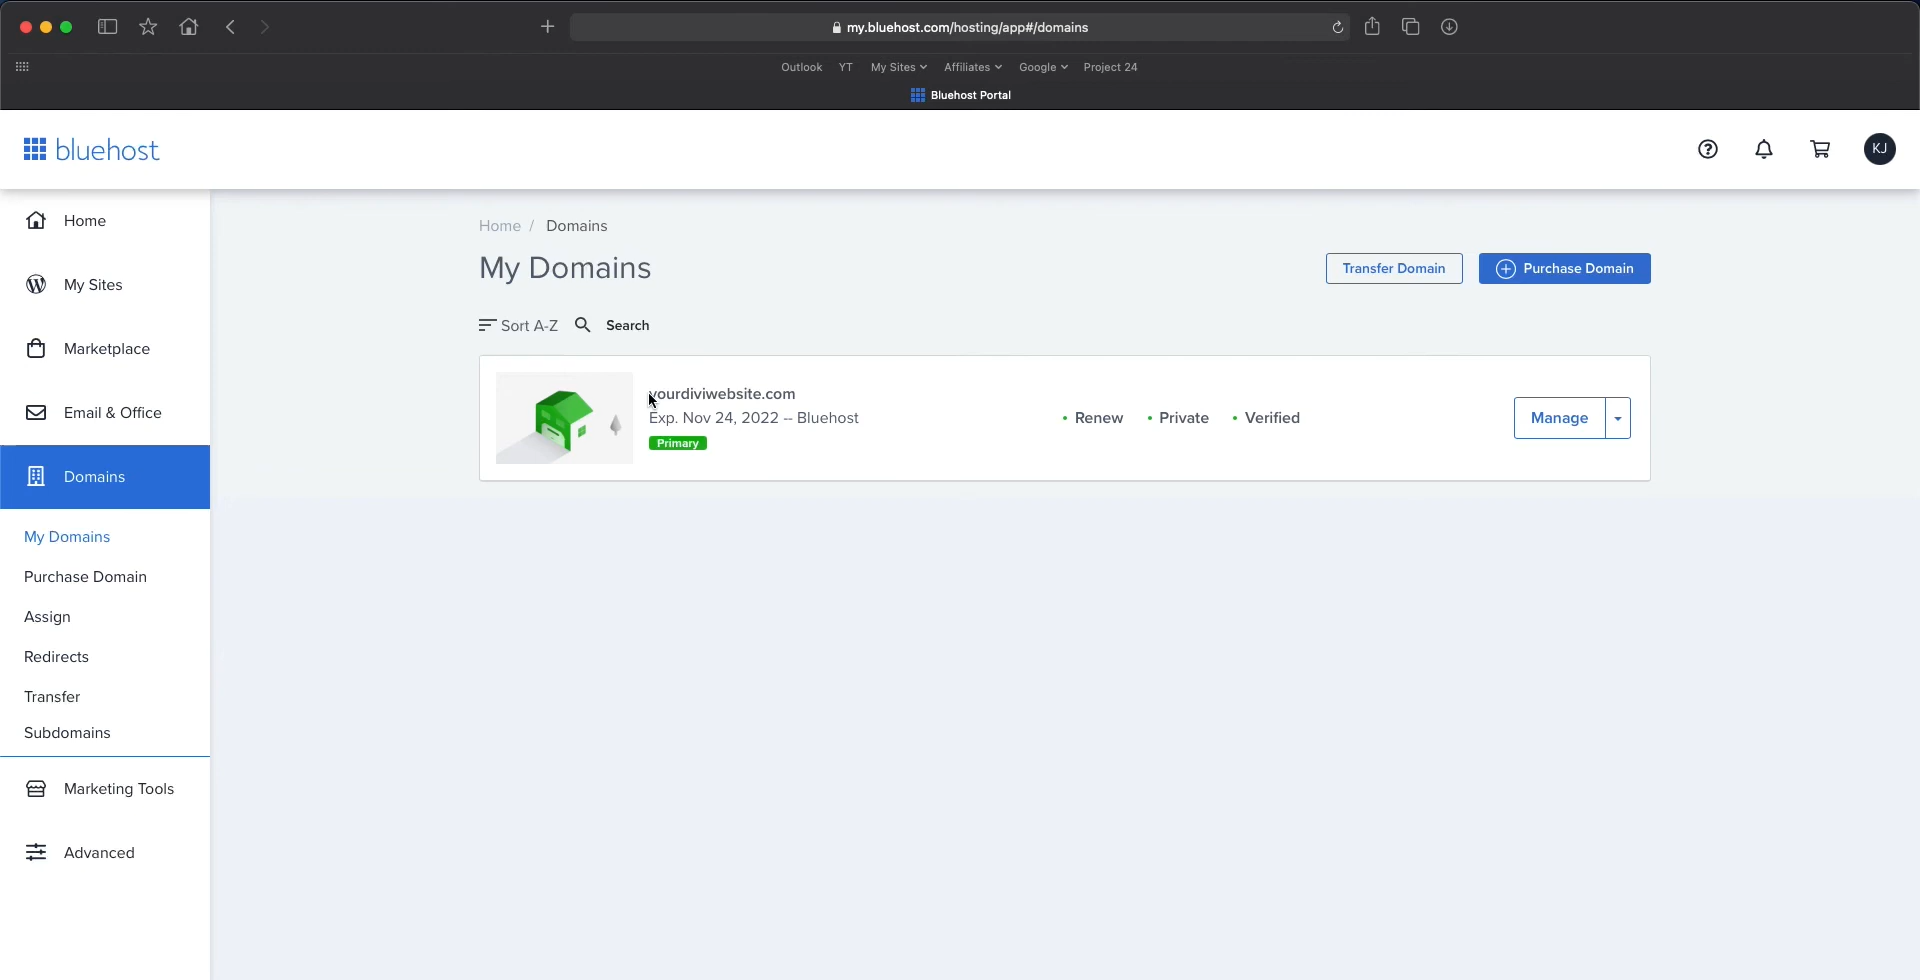 my.bluehost.com/hosting/app#/domains
Outlook YT My Sites Affiliates Google Project 24
Bluehost Portal
bluehost
KJ
Home
My Sites
Marketplace
Email & Office
Domains
My Domains
Purchase Domain
Assign
Redirects
Transfer
Subdomains
Marketing Tools
Advanced
Home / Domains
My Domains
Transfer Domain
Purchase Domain
Sort A-Z
Search
yourdiviwebsite.com
Exp. Nov 24, 2022 -- Bluehost
Primary
• Renew • Private • Verified
Manage